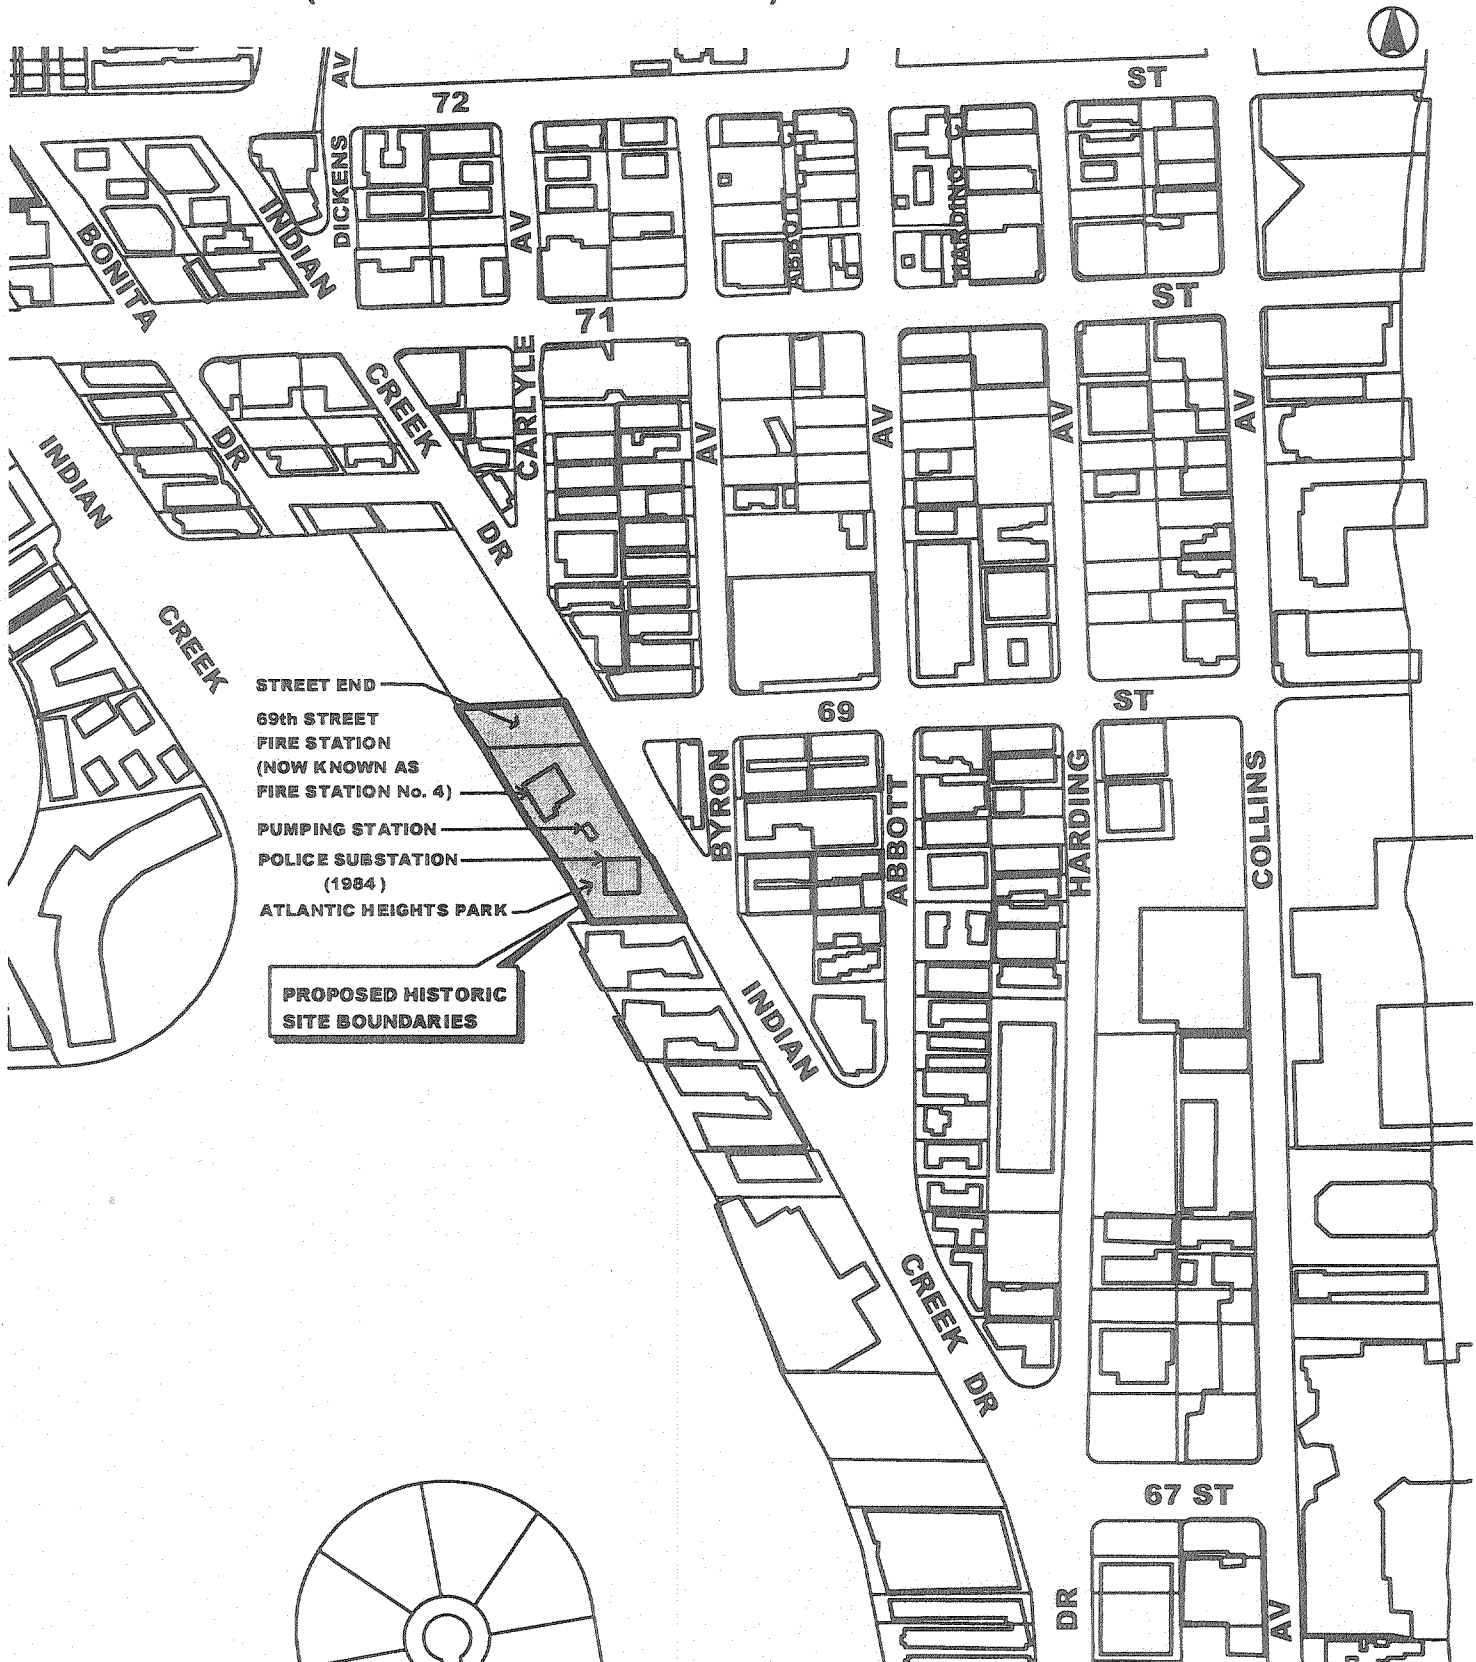 AV
72
ST
DICKENS
AV
ABBOTT CT
HARDING CT
INDIAN
BONITA
ST
71
CARLYLE
CREEK
AV
AV
AV
AV
DR
INDIAN
DR
CREEK
STREET END
69th STREET
FIRE STATION
(NOW KNOWN AS
FIRE STATION No. 4)
PUMPING STATION
POLICE SUBSTATION
(1984)
ATLANTIC HEIGHTS PARK
PROPOSED HISTORIC
SITE BOUNDARIES
69
ST
BYRON
ABBOTT
HARDING
COLLINS
INDIAN
CREEK
DR
67 ST
DR
AV